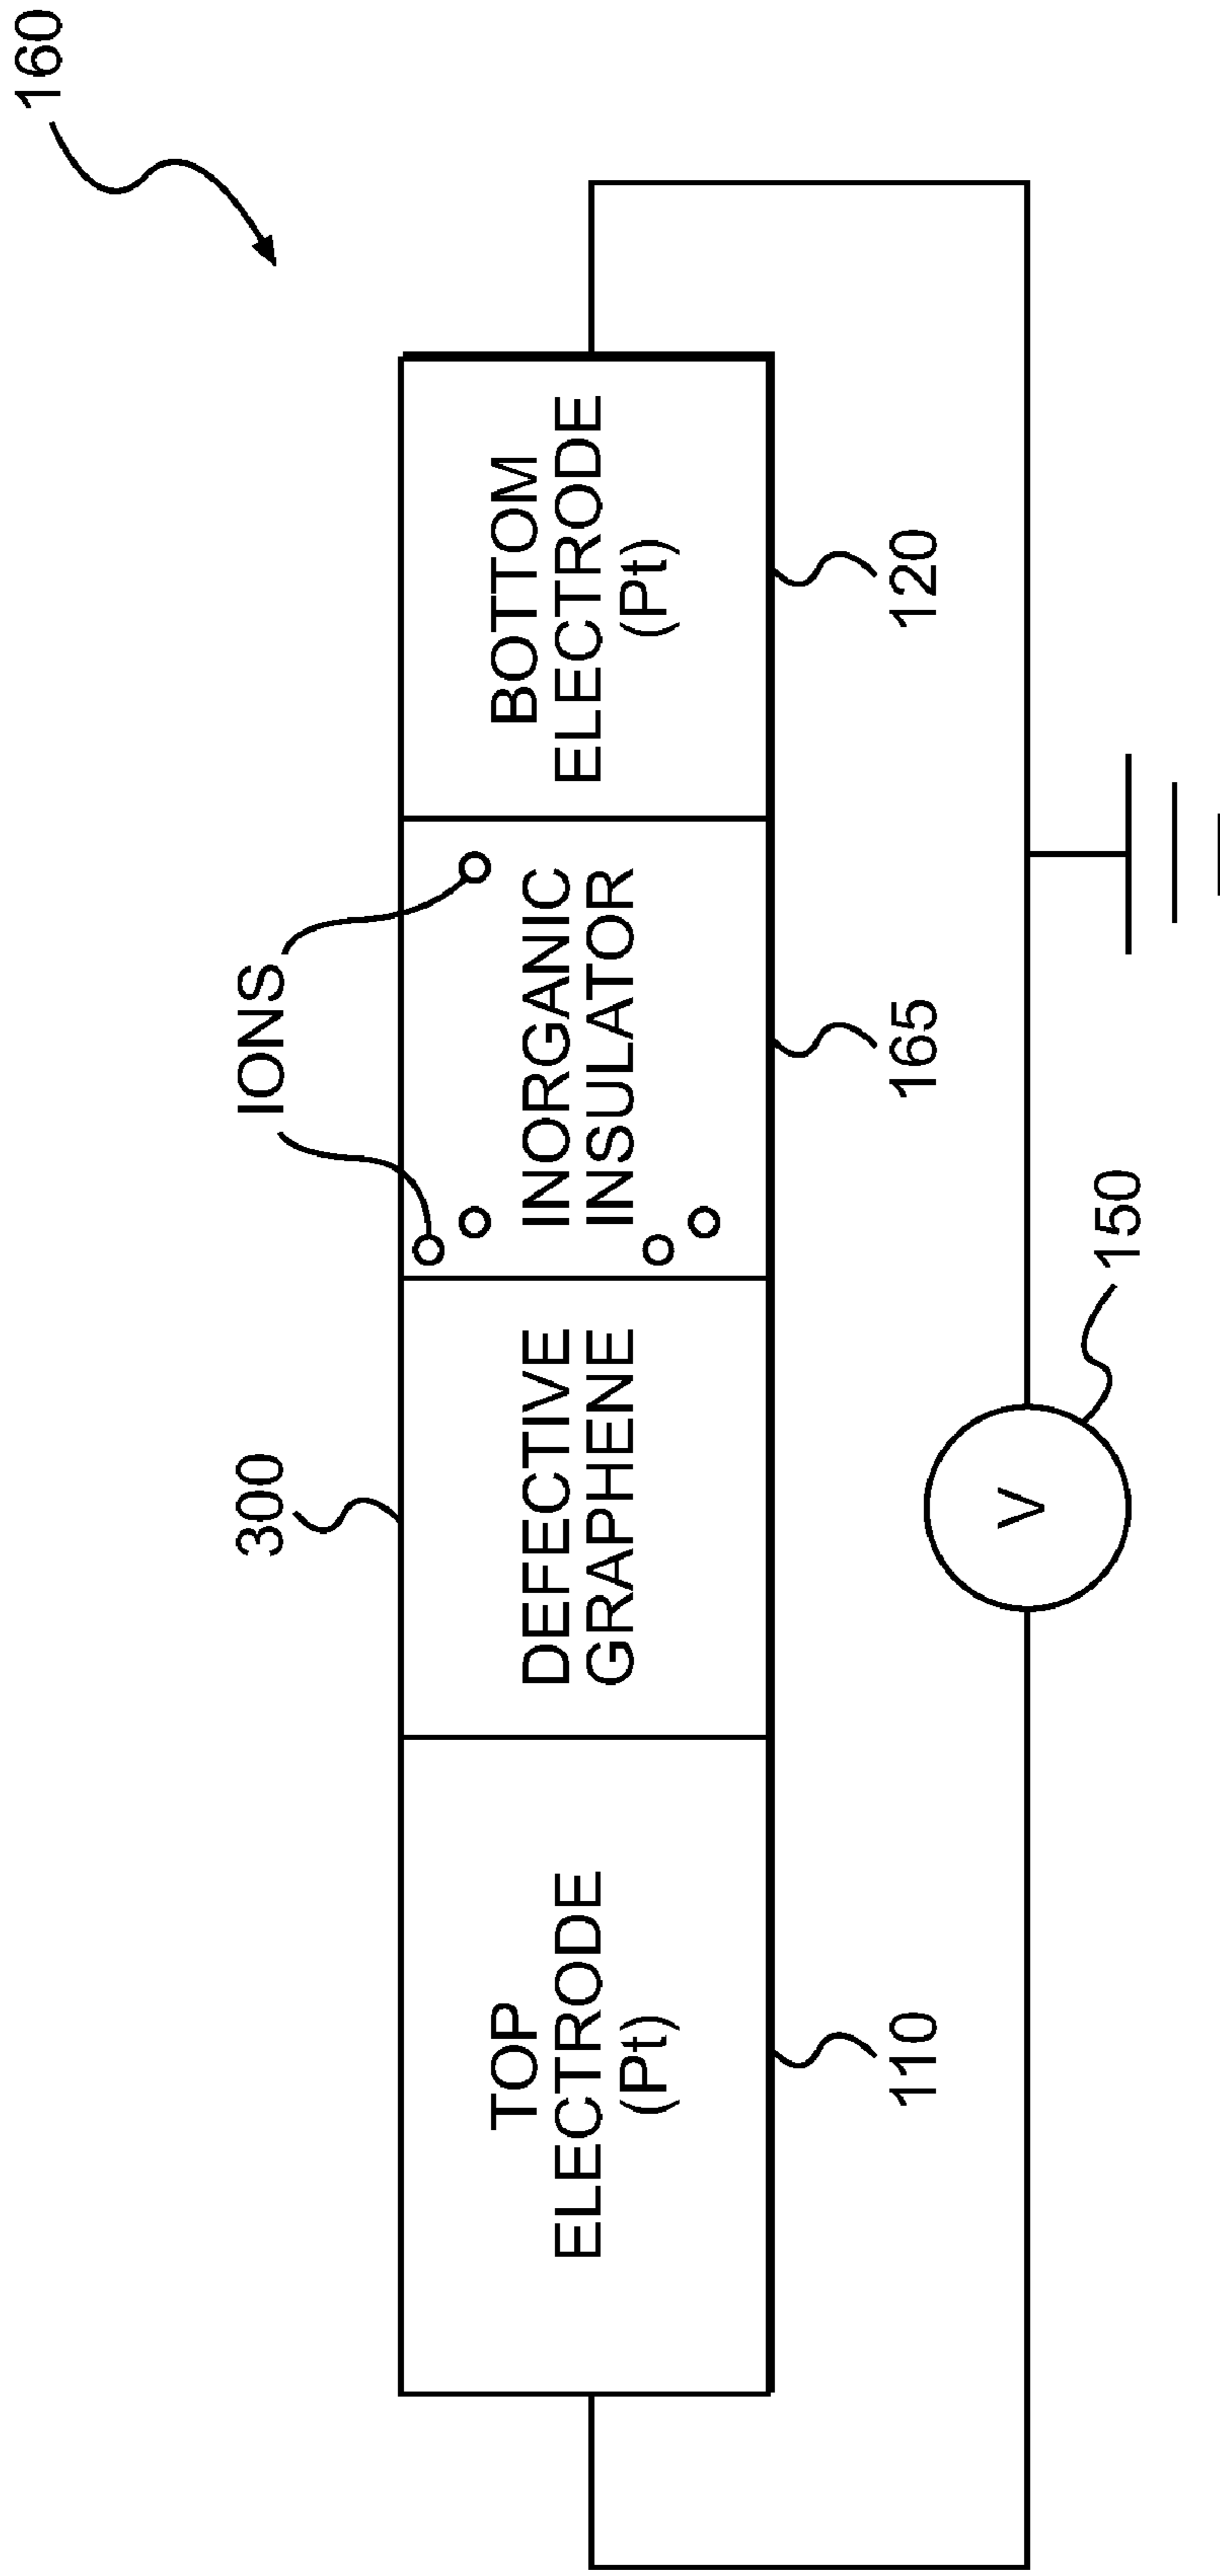 160
IONS
300
TOP
ELECTRODE
(Pt)
DEFECTIVE
GRAPHENE
INORGANIC
INSULATOR
BOTTOM
ELECTRODE
(Pt)
110
165
120
150
V